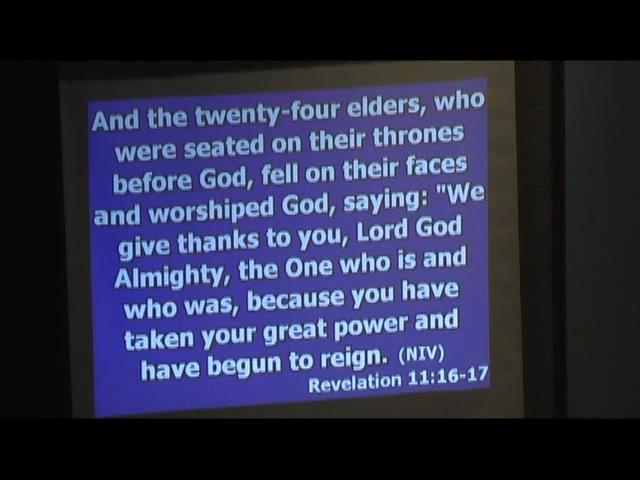 And the twenty-four elders, who
were seated on their thrones
before God, fell on their faces
and worshiped God, saying: "We
give thanks to you, Lord God
Almighty, the One who is and
who was, because you have
taken your great power and
have begun to reign. (NIV)
Revelation 11:16-17